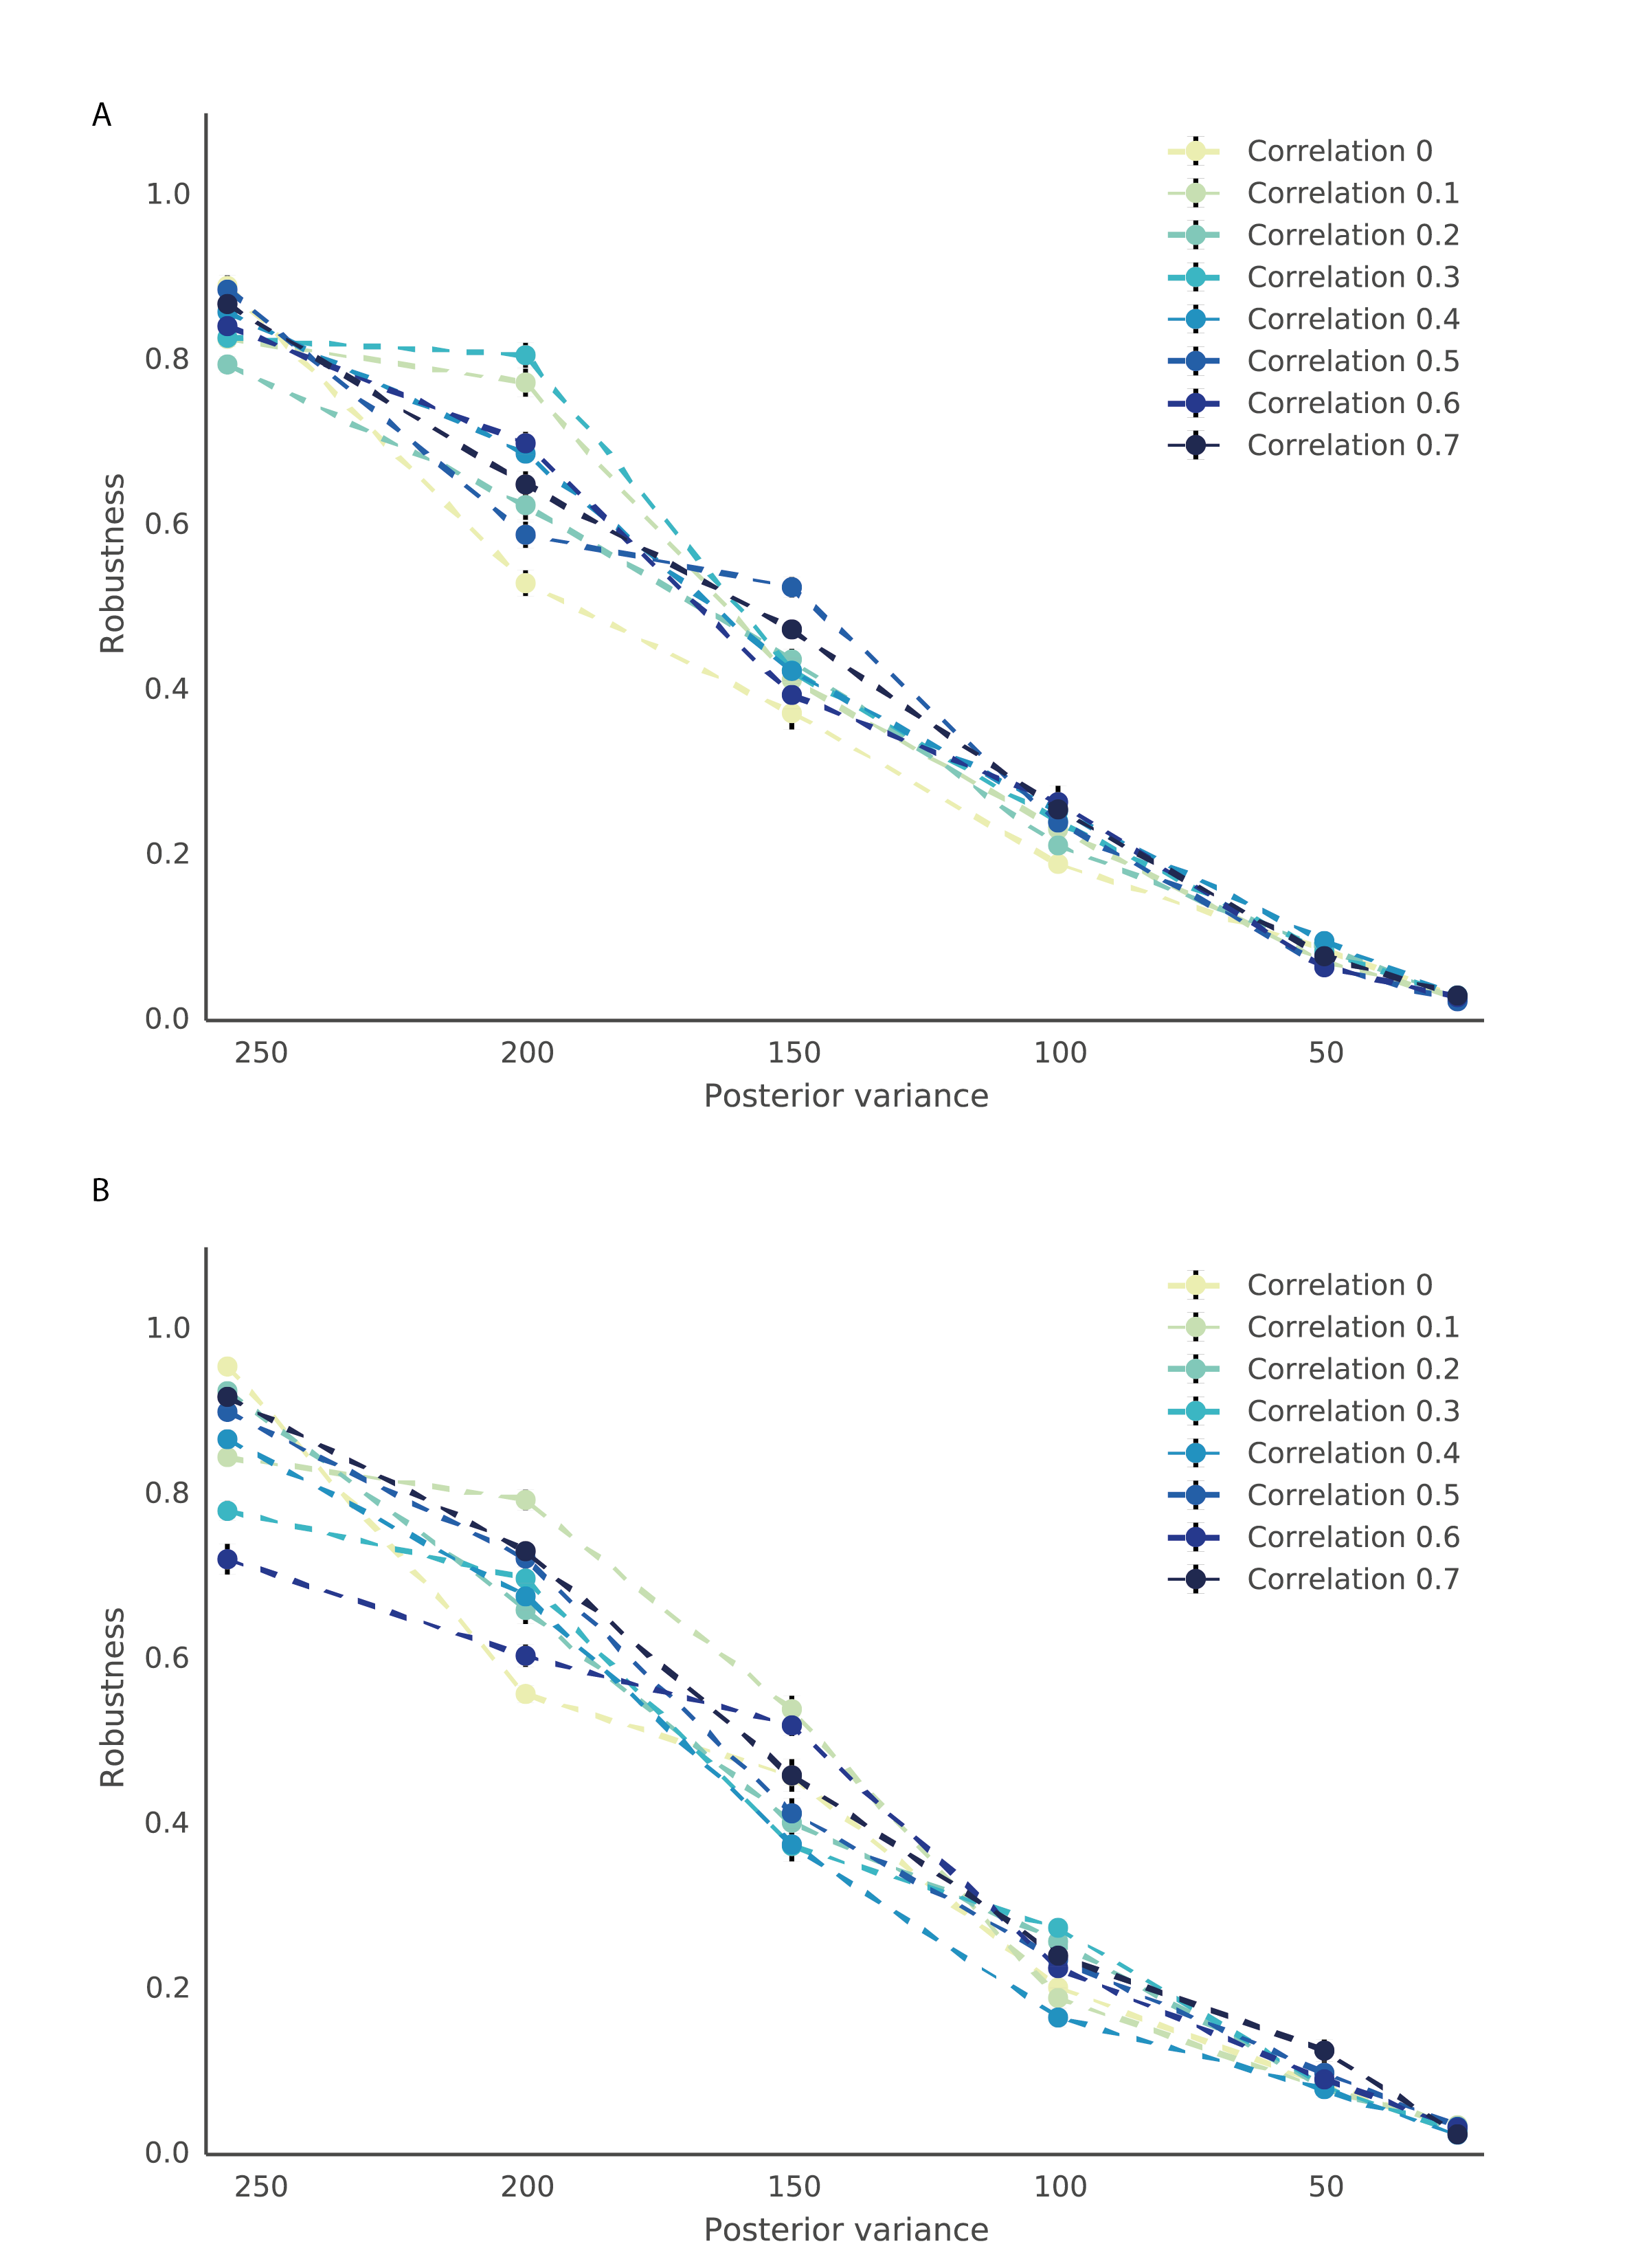 A
1.0
0.8
0.6
0.4
0.2
0.0
Robustness
Correlation 0
Correlation 0.1
Correlation 0.2
Correlation 0.3
Correlation 0.4
Correlation 0.5
Correlation 0.6
Correlation 0.7
250 200 150 100 50
Posterior variance
B
1.0
0.8
0.6
0.4
0.2
0.0
Robustness
Correlation 0
Correlation 0.1
Correlation 0.2
Correlation 0.3
Correlation 0.4
Correlation 0.5
Correlation 0.6
Correlation 0.7
250 200 150 100 50
Posterior variance